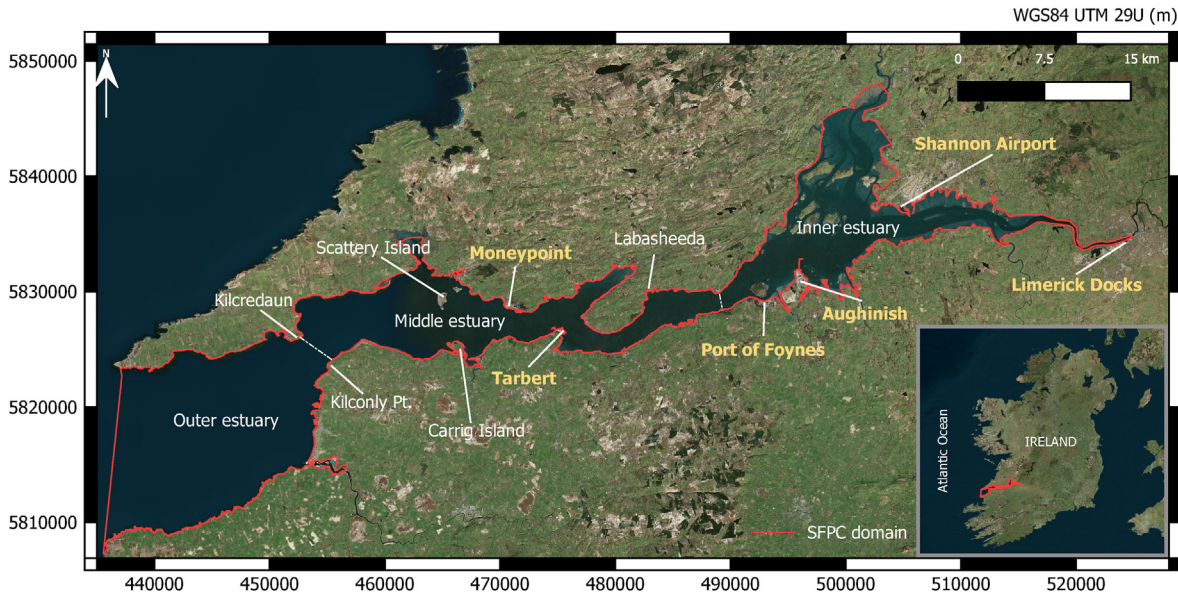 WGS84 UTM 29U (m)
5850000
5840000
5830000
5820000
5810000
N
0 7.5 15 km
Shannon Airport
Inner estuary
Labasheeda
Scattery Island
Moneypoint
Kilcredaun
Middle estuary
Limerick Docks
Aughinish
Port of Foynes
Tarbert
Kilconly Pt.
Carrig Island
Outer estuary
SFPC domain
Atlantic Ocean
IRELAND
440000 450000 460000 470000 480000 490000 500000 510000 520000